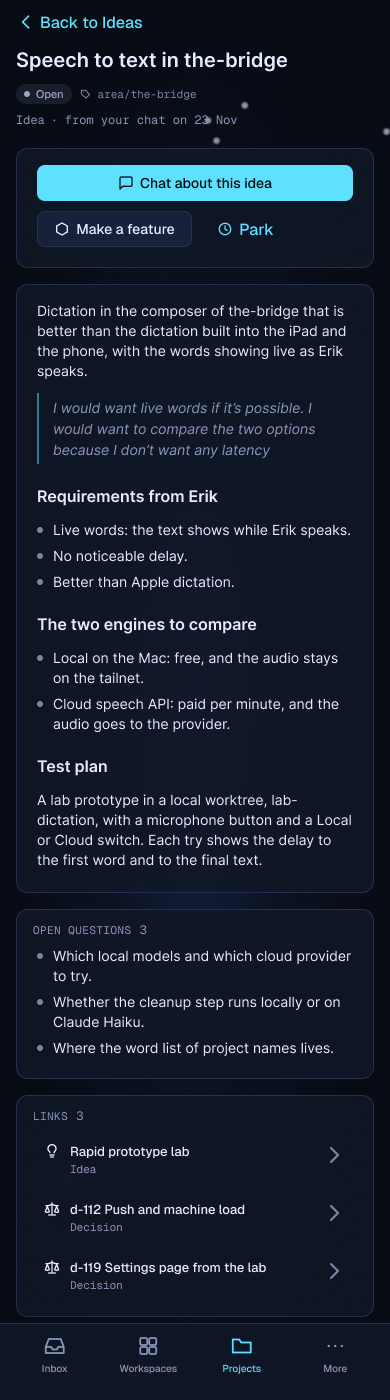 Back to Ideas
Speech to text in the-bridge
Open
area/the-bridge
Idea · from your chat on 23 Nov
Chat about this idea
Make a feature
Park
Dictation in the composer of the-bridge that is
better than the dictation built into the iPad and
the phone, with the words showing live as Erik
speaks.
I would want live words if it’s possible. I
would want to compare the two options
because I don’t want any latency
Requirements from Erik
Live words: the text shows while Erik speaks.
No noticeable delay.
Better than Apple dictation.
The two engines to compare
Local on the Mac: free, and the audio stays
on the tailnet.
Cloud speech API: paid per minute, and the
audio goes to the provider.
Test plan
A lab prototype in a local worktree, lab-
dictation, with a microphone button and a Local
or Cloud switch. Each try shows the delay to
the first word and to the final text.
OPEN QUESTIONS 3
Which local models and which cloud provider
to try.
Whether the cleanup step runs locally or on
Claude Haiku.
Where the word list of project names lives.
LINKS 3
Rapid prototype lab
Idea
d-112 Push and machine load
Decision
d-119 Settings page from the lab
Decision
Inbox
Workspaces
Projects
More